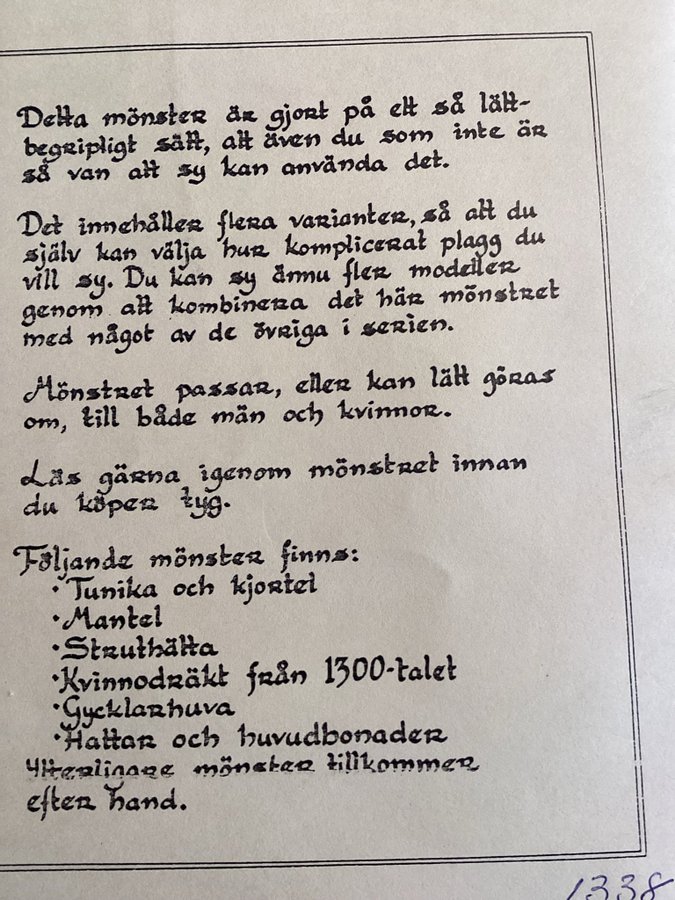 Detta mönster är gjort på ett så lätt-
begripligt sätt, att även du som inte är
så van att sy kan använda det.
Det innehåller flera varianter, så att du
själv kan välja hur komplicerat plagg du
vill sy. Du kan sy ännu fler modeller
genom att kombinera det här mönstret
med något av de övriga i serien.
Mönstret passar, eller kan lätt göras
om, till både män och kvinnor.
Läs gärna igenom mönstret innan
du köper tyg.
Följande mönster finns:
·Tunika och kjortel
·Mantel
·Struthätta
·Kvinnodräkt från 1300-talet
·Gycklarhuva
·Hattar och huvudbonader
Ytterligare mönster tillkommer
efter hand.
1338